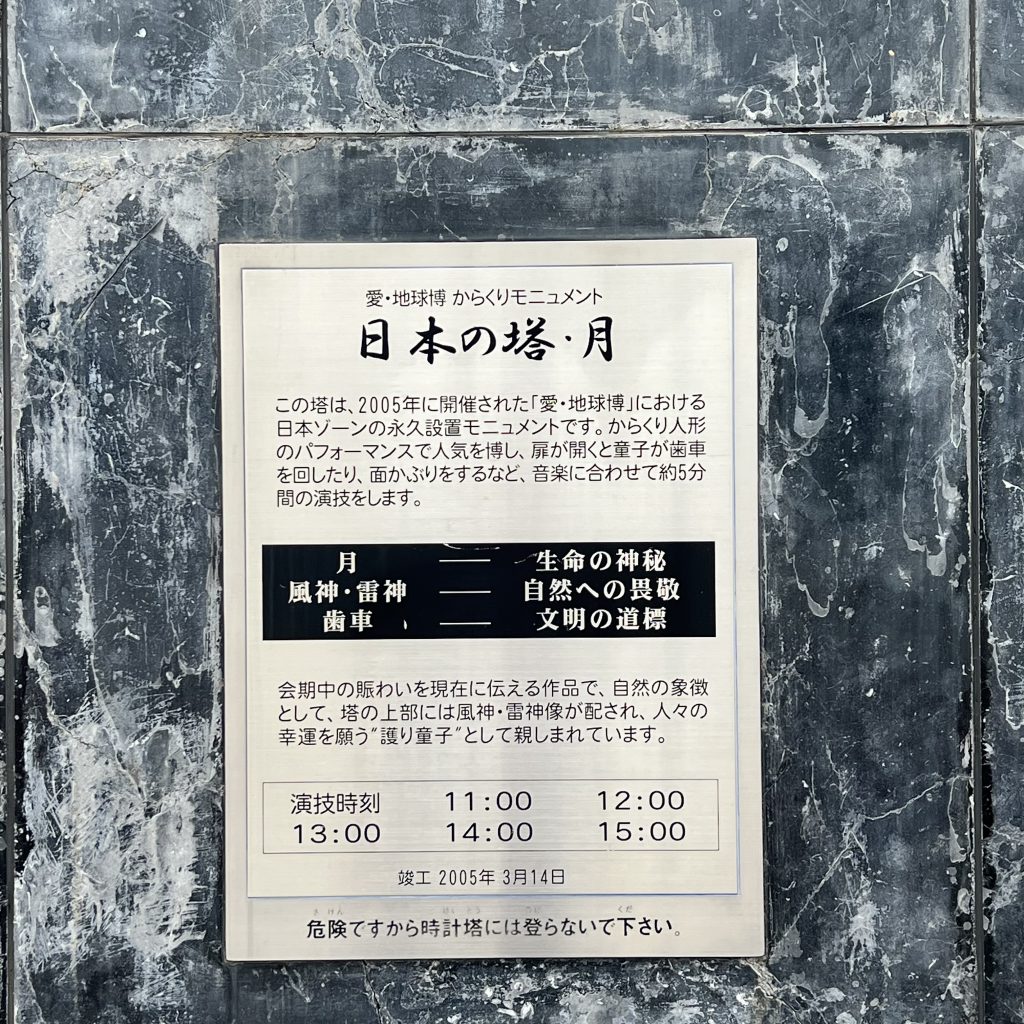 愛・地球博 からくりモニュメント
日本の塔・月
この塔は、2005年に開催された「愛・地球博」における
日本ゾーンの永久設置モニュメントです。からくり人形
のパフォーマンスで人気を博し、扉が開くと童子が歯車
を回したり、面かぶりをするなど、音楽に合わせて約5分
間の演技をします。
月 —— 生命の神秘
風神・雷神 —— 自然への畏敬
歯車 —— 文明の道標
会期中の賑わいを現在に伝える作品で、自然の象徴
として、塔の上部には風神・雷神像が配され、人々の
幸運を願う"護り童子"として親しまれています。
演技時刻 11:00 12:00
13:00 14:00 15:00
竣工 2005年 3月14日
危険ですから時計塔には登らないで下さい。